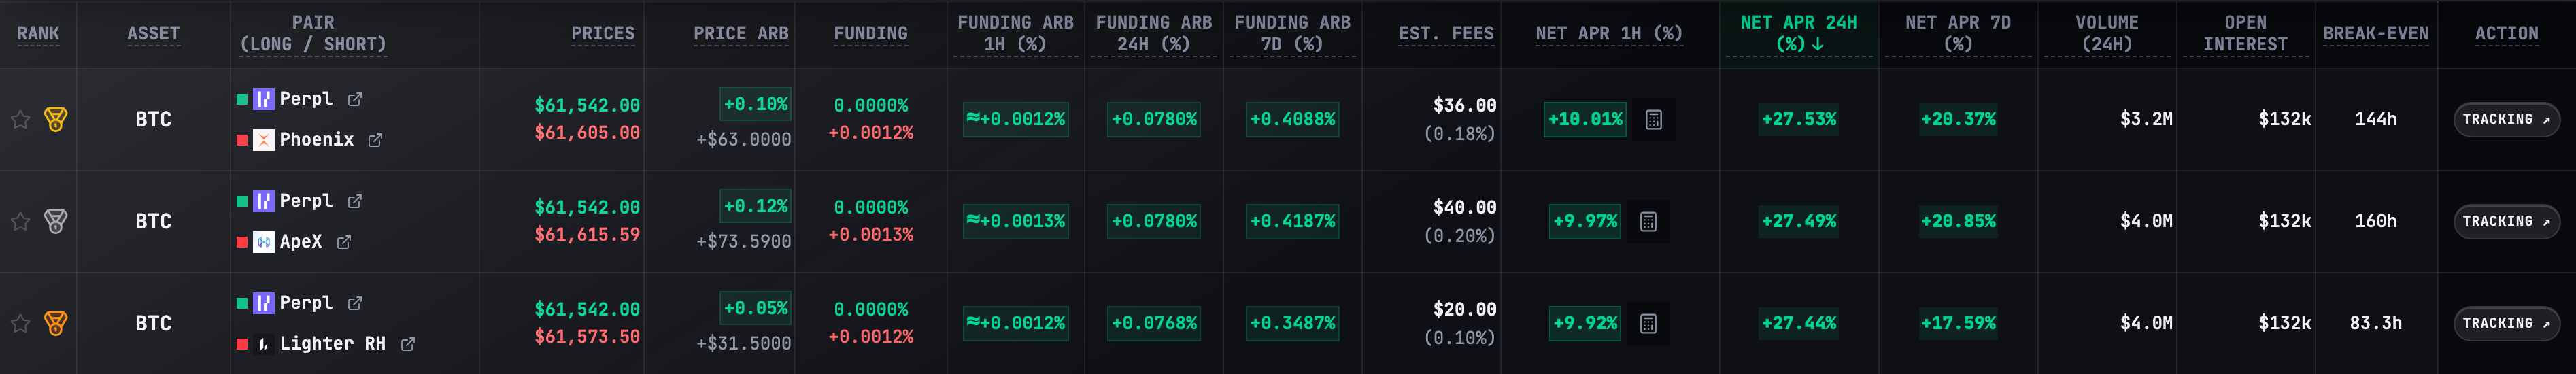 RANK
ASSET
PAIR
(LONG / SHORT)
PRICES
PRICE ARB
FUNDING
FUNDING ARB
1H (%)
FUNDING ARB
24H (%)
FUNDING ARB
7D (%)
EST. FEES
NET APR 1H (%)
NET APR 24H
(%) ↓
NET APR 7D
(%)
VOLUME
(24H)
OPEN
INTEREST
BREAK-EVEN
ACTION
BTC
Perpl
Phoenix
$61,542.00
$61,605.00
+0.10%
+$63.0000
0.0000%
+0.0012%
≈+0.0012%
+0.0780%
+0.4088%
$36.00
(0.18%)
+10.01%
+27.53%
+20.37%
$3.2M
$132k
144h
TRACKING ↗
BTC
Perpl
ApeX
$61,542.00
$61,615.59
+0.12%
+$73.5900
0.0000%
+0.0013%
≈+0.0013%
+0.0780%
+0.4187%
$40.00
(0.20%)
+9.97%
+27.49%
+20.85%
$4.0M
$132k
160h
TRACKING ↗
BTC
Perpl
Lighter RH
$61,542.00
$61,573.50
+0.05%
+$31.5000
0.0000%
+0.0012%
≈+0.0012%
+0.0768%
+0.3487%
$20.00
(0.10%)
+9.92%
+27.44%
+17.59%
$4.0M
$132k
83.3h
TRACKING ↗